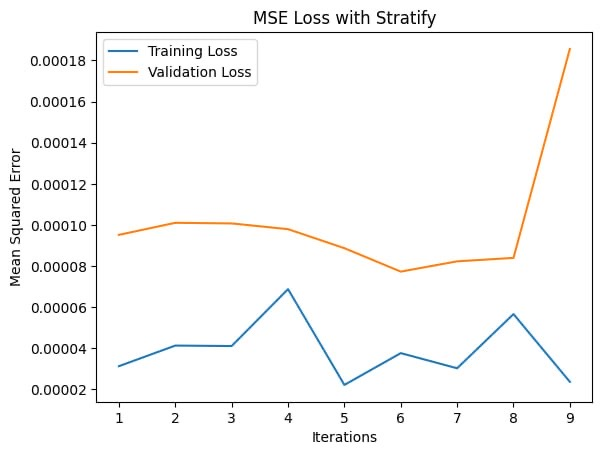 MSE Loss with Stratify
Training Loss
Validation Loss
0.00018
0.00016
0.00014
0.00012
0.00010
0.00008
0.00006
0.00004
0.00002
Mean Squared Error
1 2 3 4 5 6 7 8 9
Iterations